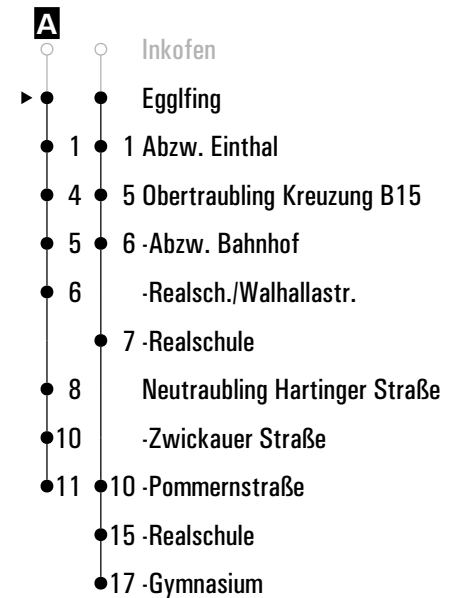 A
Inkofen
Egglfing
1 1 Abzw. Einthal
4 5 Obertraubling Kreuzung B15
5 6 -Abzw. Bahnhof
6 -Realsch./Walhallastr.
7 -Realschule
8 Neutraubling Hartinger Straße
10 -Zwickauer Straße
11 10 -Pommernstraße
15 -Realschule
17 -Gymnasium